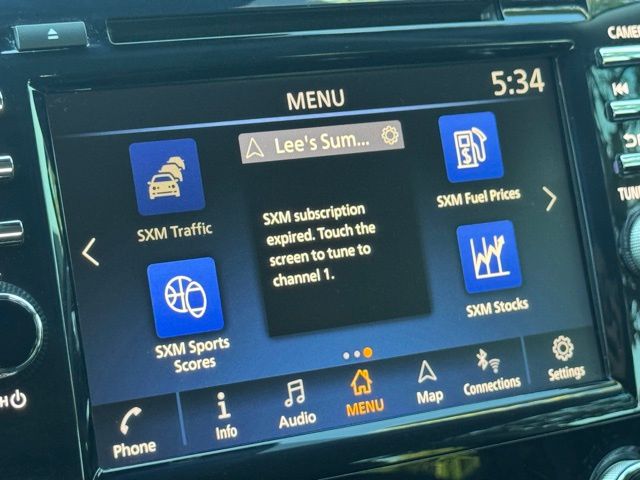 CAMER
MENU
5:34
Lee's Sum...
SXM Traffic
SXM Fuel Prices
SXM subscription
expired. Touch the
screen to tune to
channel 1.
SXM Sports
Scores
SXM Stocks
TUNE
Phone
Info
Audio
MENU
Map
Connections
Settings